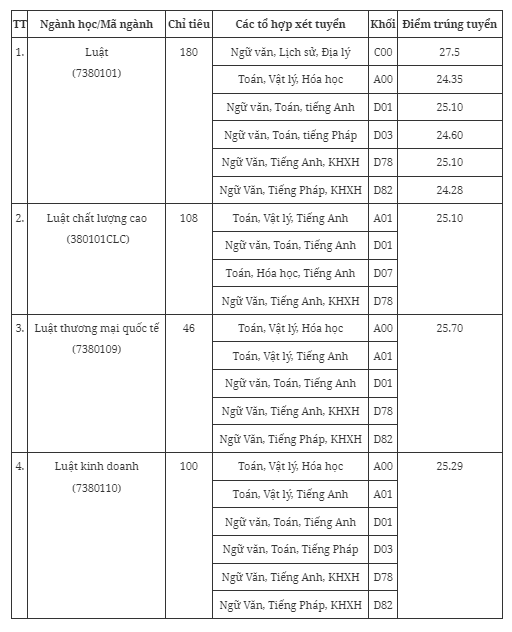 TT Ngành học/Mã ngành Chỉ tiêu Các tổ hợp xét tuyển Khối Điểm trúng tuyển
1. Luật 180 Ngữ văn, Lịch sử, Địa lý C00 27.5
(7380101) Toán, Vật lý, Hóa học A00 24.35
Ngữ văn, Toán, tiếng Anh D01 25.10
Ngữ văn, Toán, tiếng Pháp D03 24.60
Ngữ Văn, Tiếng Anh, KHXH D78 25.10
Ngữ Văn, Tiếng Pháp, KHXH D82 24.28
2. Luật chất lượng cao 108 Toán, Vật lý, Tiếng Anh A01 25.10
(380101CLC) Ngữ văn, Toán, Tiếng Anh D01
Toán, Hóa học, Tiếng Anh D07
Ngữ Văn, Tiếng Anh, KHXH D78
3. Luật thương mại quốc tế 46 Toán, Vật lý, Hóa học A00 25.70
(7380109) Toán, Vật lý, Tiếng Anh A01
Ngữ văn, Toán, Tiếng Anh D01
Ngữ Văn, Tiếng Anh, KHXH D78
Ngữ Văn, Tiếng Pháp, KHXH D82
4. Luật kinh doanh 100 Toán, Vật lý, Hóa học A00 25.29
(7380110) Toán, Vật lý, Tiếng Anh A01
Ngữ văn, Toán, Tiếng Anh D01
Ngữ văn, Toán, Tiếng Pháp D03
Ngữ Văn, Tiếng Anh, KHXH D78
Ngữ Văn, Tiếng Pháp, KHXH D82